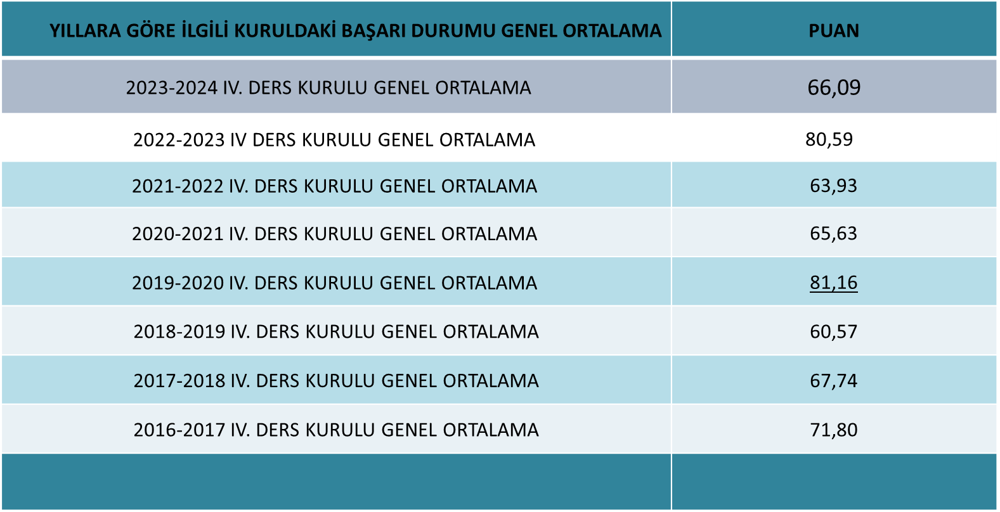 YILLARA GÖRE İLGİLİ KURULDAKİ BAŞARI DURUMU GENEL ORTALAMA PUAN
2023-2024 IV. DERS KURULU GENEL ORTALAMA 66,09
2022-2023 IV DERS KURULU GENEL ORTALAMA 80,59
2021-2022 IV. DERS KURULU GENEL ORTALAMA 63,93
2020-2021 IV. DERS KURULU GENEL ORTALAMA 65,63
2019-2020 IV. DERS KURULU GENEL ORTALAMA 81,16
2018-2019 IV. DERS KURULU GENEL ORTALAMA 60,57
2017-2018 IV. DERS KURULU GENEL ORTALAMA 67,74
2016-2017 IV. DERS KURULU GENEL ORTALAMA 71,80